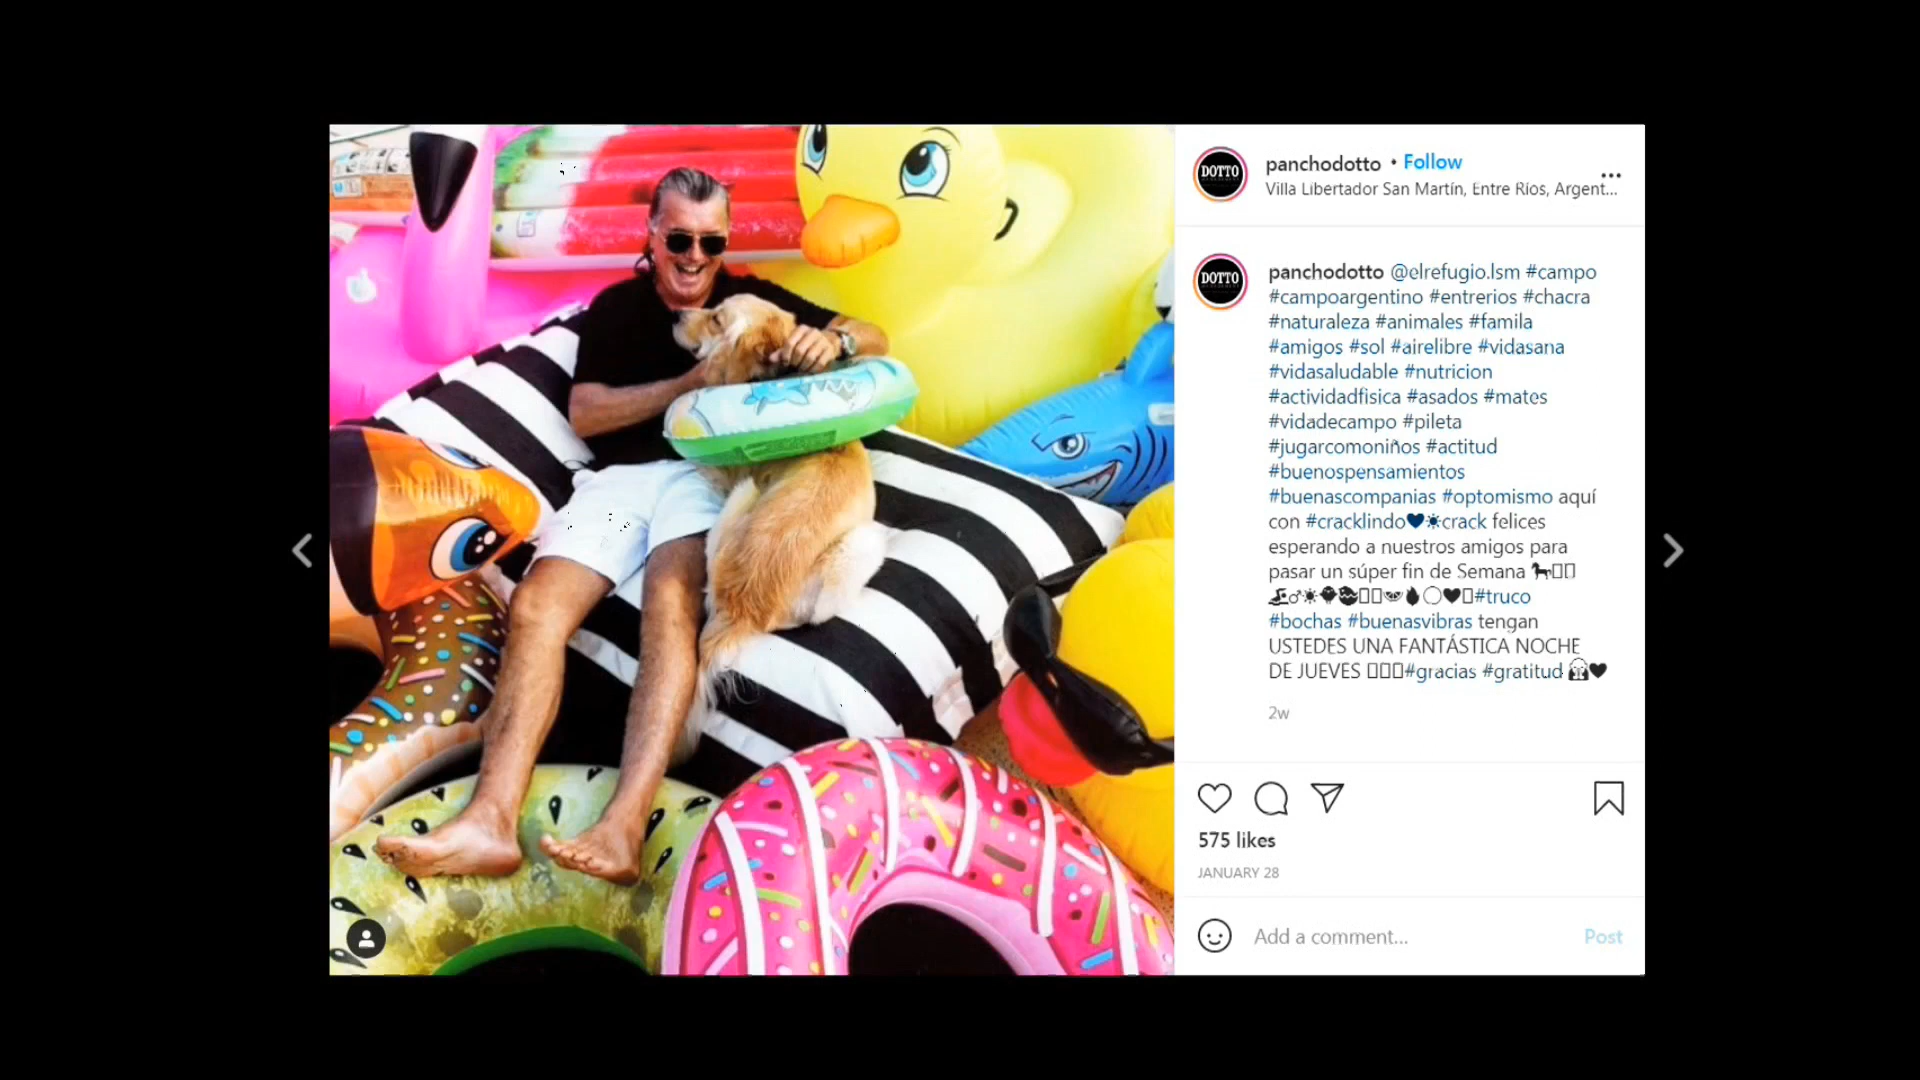 DOTTO
panchodotto • Follow
Villa Libertador San Martín, Entre Ríos, Argent...
DOTTO
panchodotto @elrefugio.lsm #campo
#campoargentino #entrerios #chacra
#naturaleza #animales #famila
#amigos #sol #airelibre #vidasana
#vidasaludable #nutricion
#actividadfisica #asados #mates
#vidadecampo #pileta
#jugarcomoniños #actitud
#buenospensamientos
#buenascompanias #optomismo aquí
con #cracklindo♥☀crack felices
esperando a nuestros amigos para
pasar un súper fin de Semana
#truco
#bochas #buenasvibras tengan
USTEDES UNA FANTÁSTICA NOCHE
DE JUEVES #gracias #gratitud
2w
575 likes
JANUARY 28
Add a comment...
Post